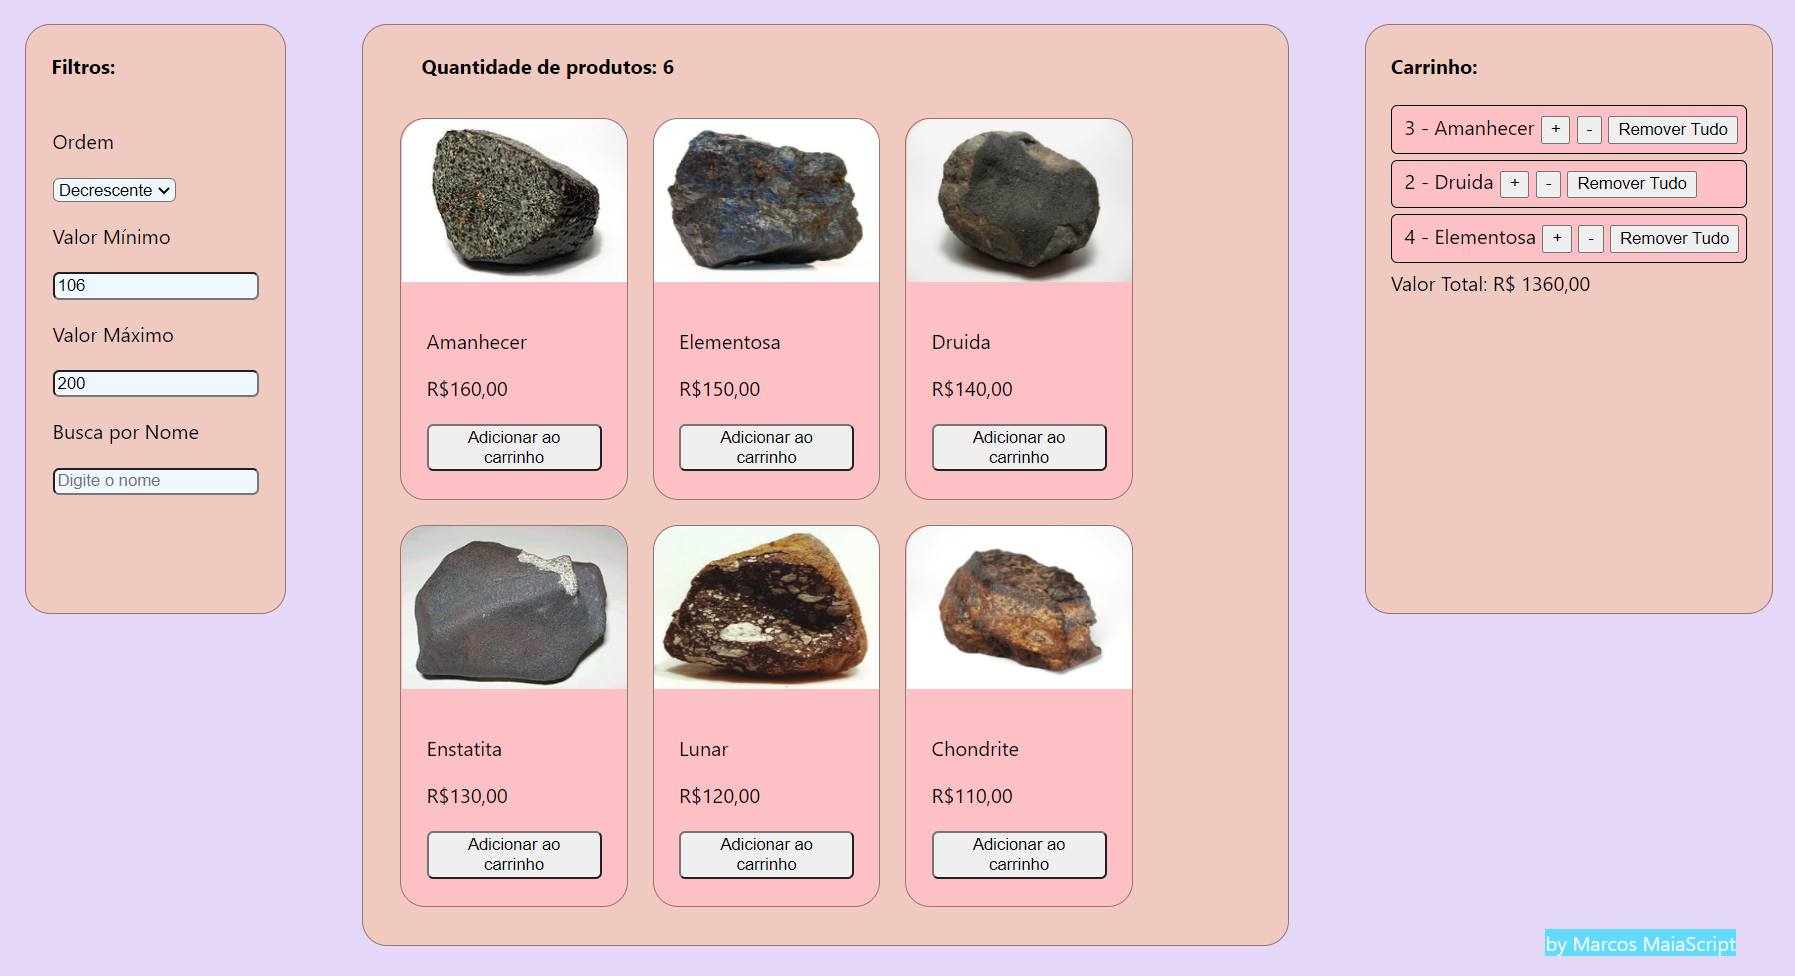 Filtros:
Ordem
Decrescente
Valor Mínimo
106
Valor Máximo
200
Busca por Nome
Digite o nome
Quantidade de produtos: 6
Amanhecer
R$160,00
Adicionar ao
carrinho
Elementosa
R$150,00
Adicionar ao
carrinho
Druida
R$140,00
Adicionar ao
carrinho
Enstatita
R$130,00
Adicionar ao
carrinho
Lunar
R$120,00
Adicionar ao
carrinho
Chondrite
R$110,00
Adicionar ao
carrinho
Carrinho:
3 - Amanhecer + - Remover Tudo
2 - Druida + - Remover Tudo
4 - Elementosa + - Remover Tudo
Valor Total: R$ 1360,00
by Marcos MaiaScript